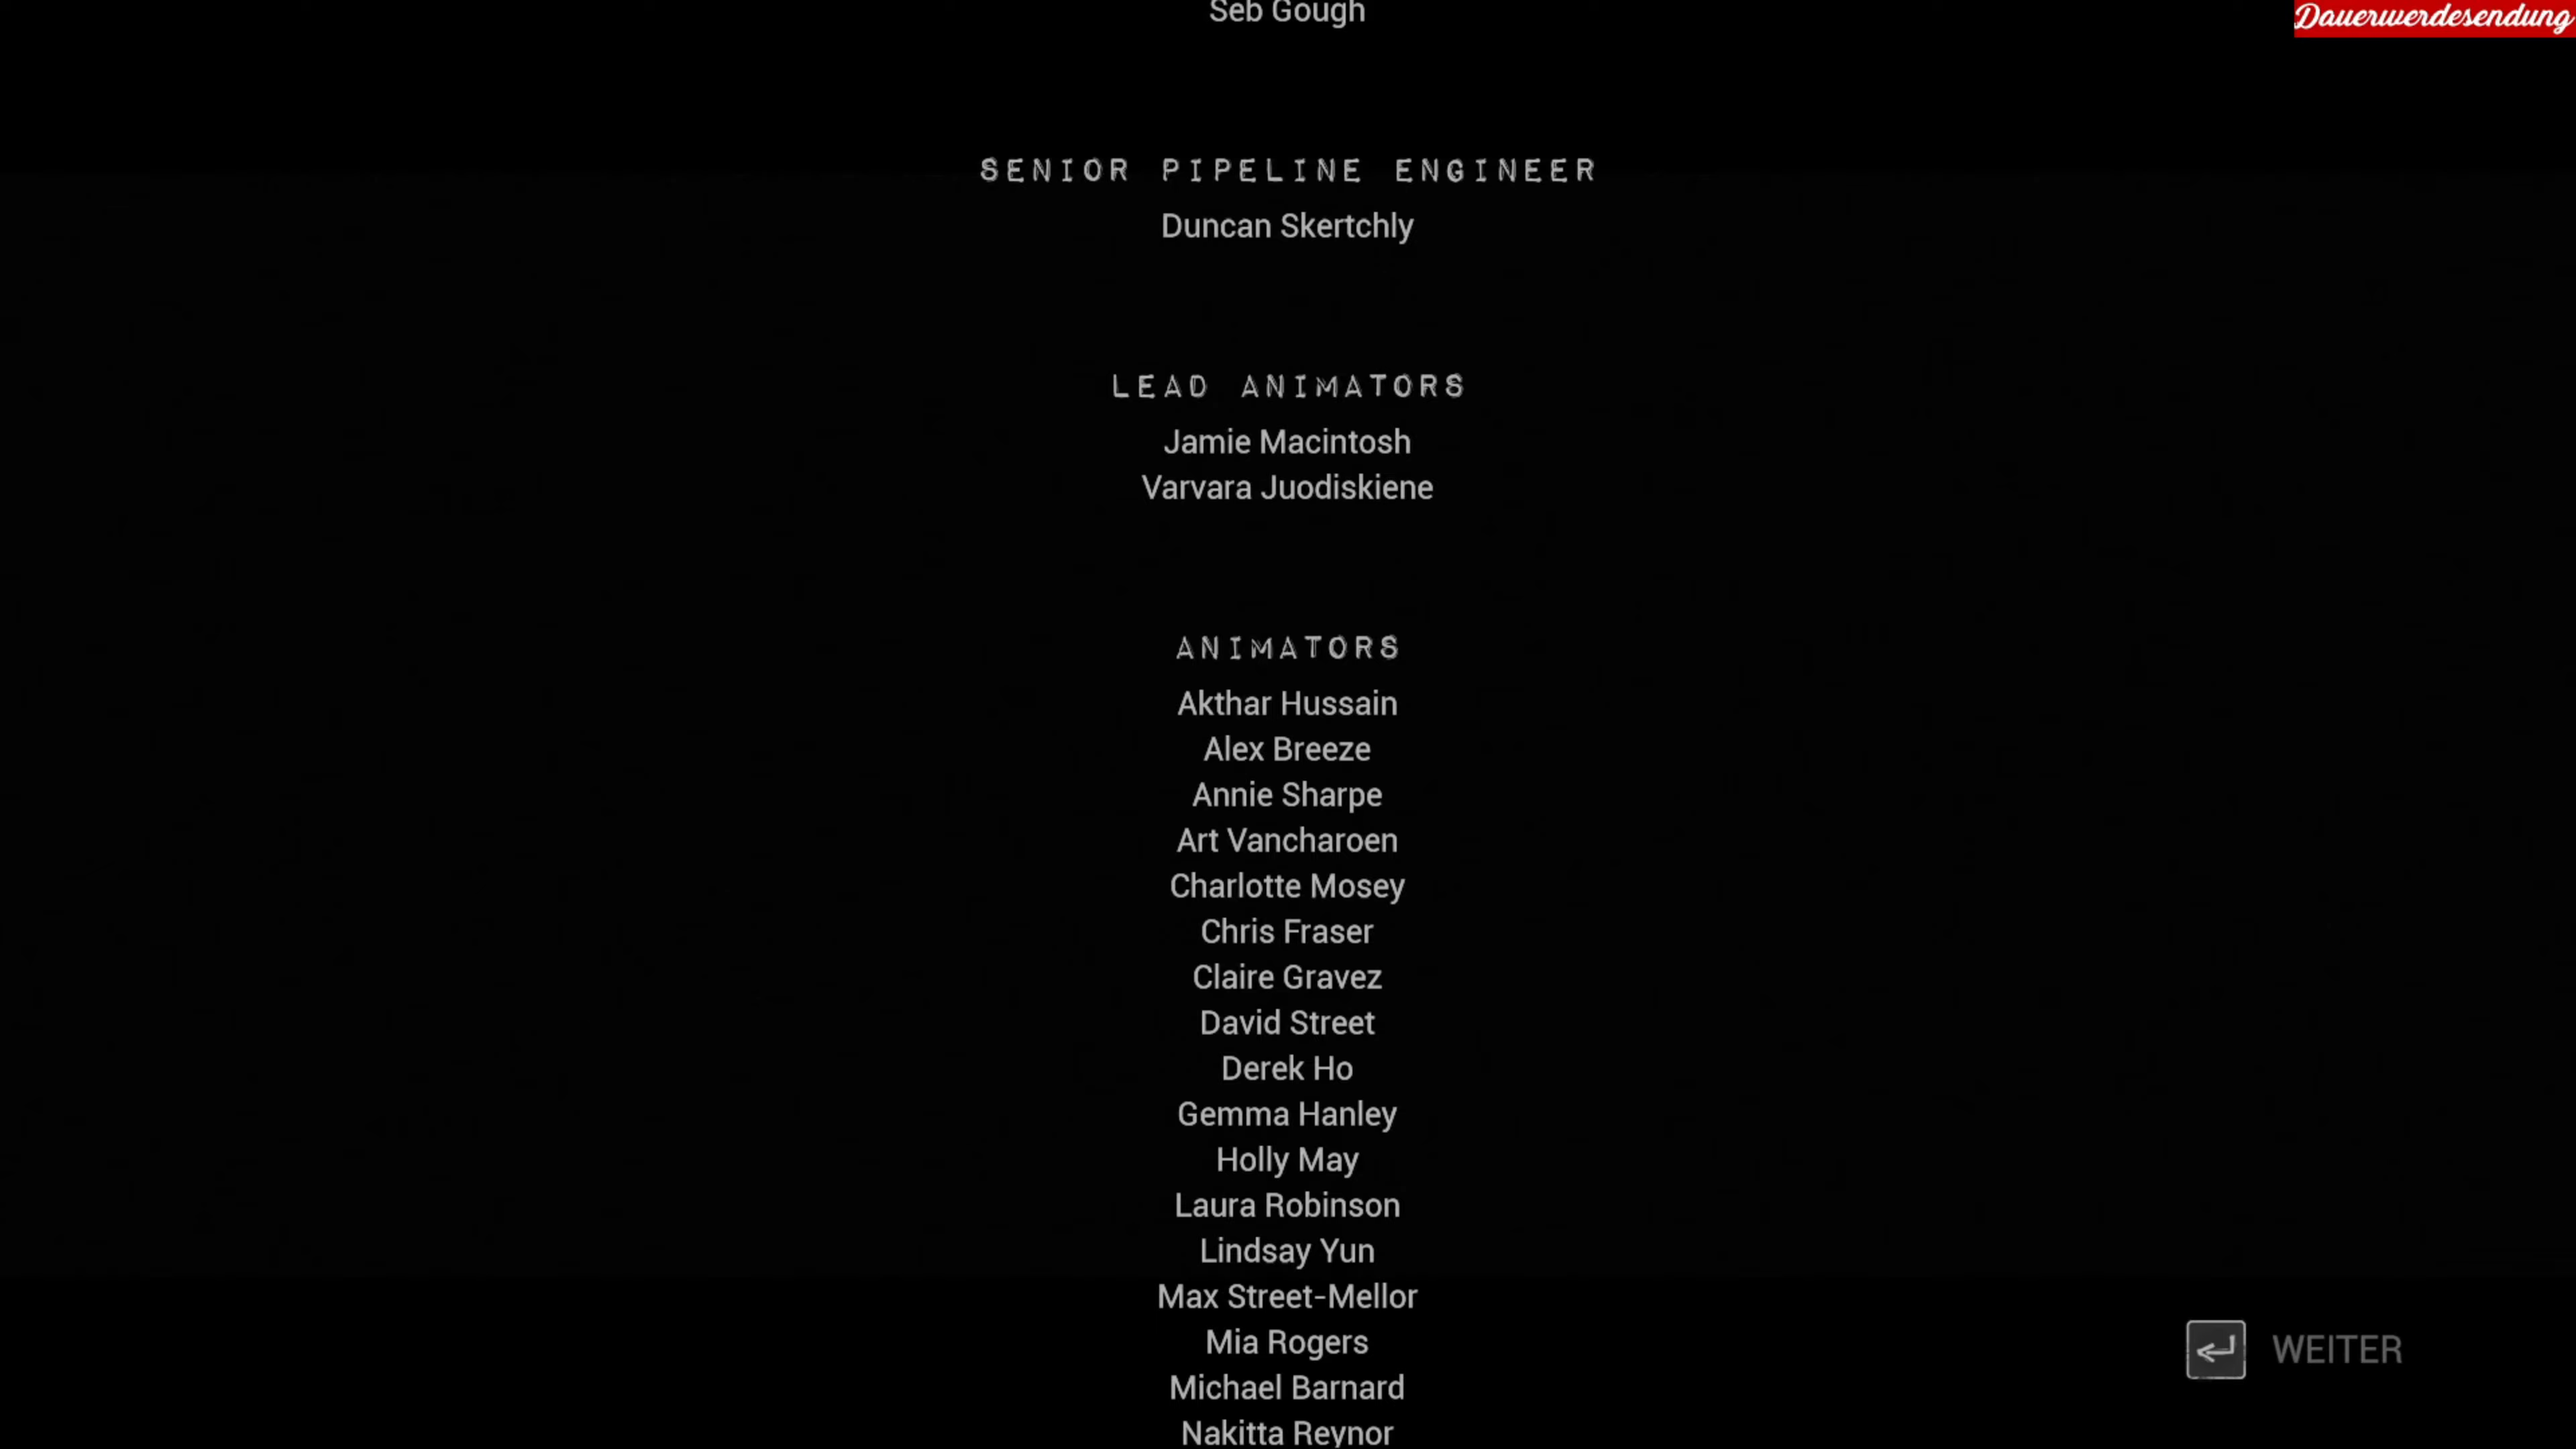 Seb Gough
Dauerwerdesendung
SENIOR PIPELINE ENGINEER
Duncan Skertchly
LEAD ANIMATORS
Jamie Macintosh
Varvara Juodiskiene
ANIMATORS
Akthar Hussain
Alex Breeze
Annie Sharpe
Art Vancharoen
Charlotte Mosey
Chris Fraser
Claire Gravez
David Street
Derek Ho
Gemma Hanley
Holly May
Laura Robinson
Lindsay Yun
Max Street-Mellor
Mia Rogers
Michael Barnard
Nakitta Reynor
WEITER